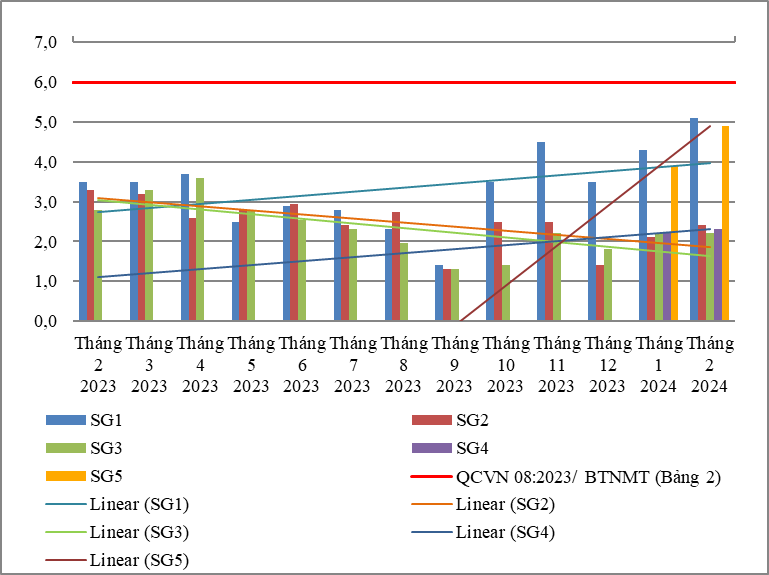 7,0
6,0
5,0
4,0
3,0
2,0
1,0
0,0
Tháng 2 2023
Tháng 3 2023
Tháng 4 2023
Tháng 5 2023
Tháng 6 2023
Tháng 7 2023
Tháng 8 2023
Tháng 9 2023
Tháng 10 2023
Tháng 11 2023
Tháng 12 2023
Tháng 1 2024
Tháng 2 2024
SG1
SG2
SG3
SG4
SG5
QCVN 08:2023/ BTNMT (Bảng 2)
Linear (SG1)
Linear (SG2)
Linear (SG3)
Linear (SG4)
Linear (SG5)